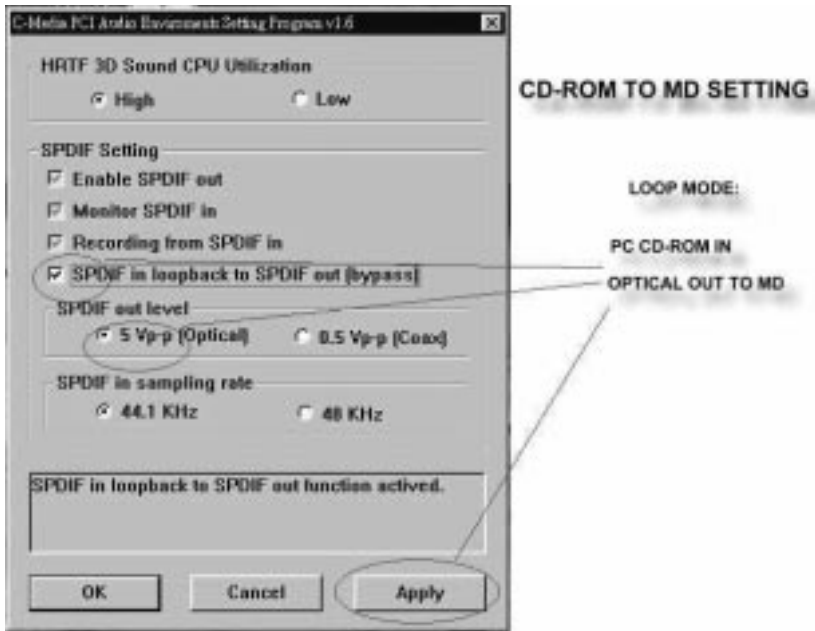 C-Media PCI Audio Environments Setting Program v1.6
HRTF 3D Sound CPU Utilization
High
Low
CD-ROM TO MD SETTING
SPDIF Setting
Enable SPDIF out
Monitor SPDIF in
Recording from SPDIF in
SPDIF in loopback to SPDIF out (bypass)
LOOP MODE:
PC CD-ROM IN
OPTICAL OUT TO MD
SPDIF out level
5 Vp-p (Optical)
0.5 Vp-p (Coax)
SPDIF in sampling rate
44.1 KHz
48 KHz
SPDIF in loopback to SPDIF out function actived.
OK
Cancel
Apply